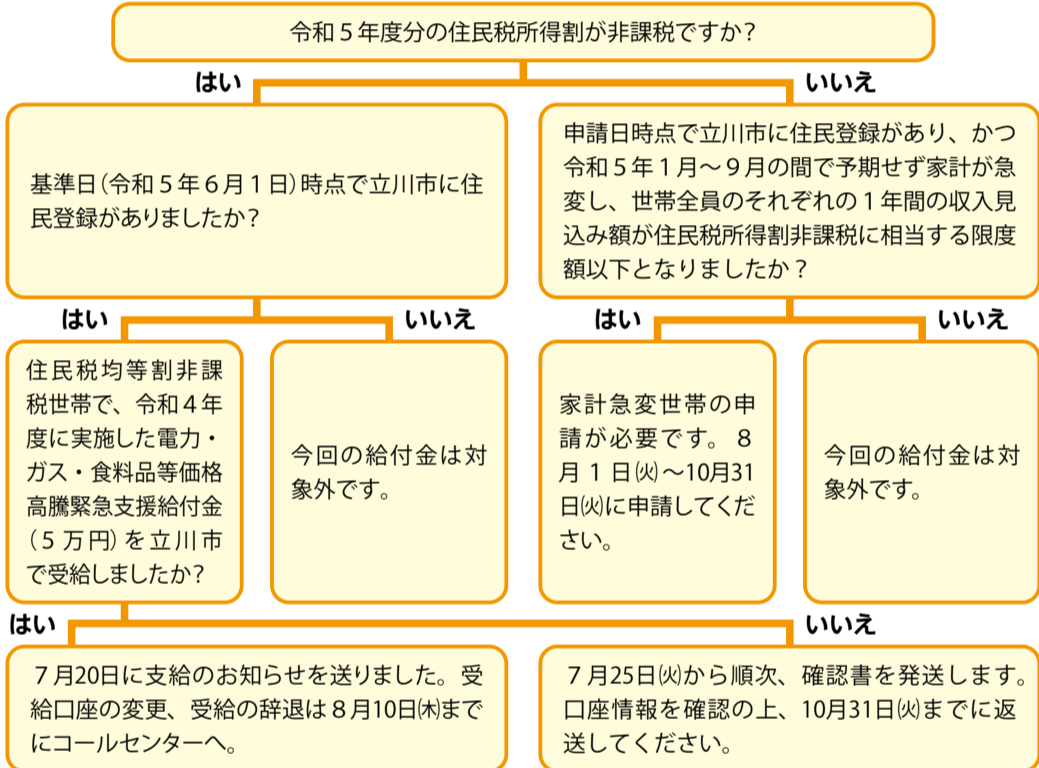 令和５年度分の住民税所得割が非課税ですか？
はい
いいえ
基準日（令和５年６月１日）時点で立川市に住
民登録がありましたか？
申請日時点で立川市に住民登録があり、かつ
令和５年１月～９月の間で予期せず家計が急
変し、世帯全員のそれぞれの１年間の収入見
込み額が住民税所得割非課税に相当する限度
額以下となりましたか？
はい
いいえ
はい
いいえ
住民税均等割非課
税世帯で、令和４年
度に実施した電力・
ガス・食料品等価格
高騰緊急支援給付金
（５万円）を立川市
で受給しましたか？
今回の給付金は対
象外です。
家計急変世帯の申
請が必要です。８
月１日㈫～10月31
日㈫に申請してくだ
さい。
今回の給付金は対
象外です。
はい
いいえ
７月20日に支給のお知らせを送りました。受
給口座の変更、受給の辞退は８月10日㈭まで
にコールセンターへ。
７月25日㈫から順次、確認書を発送します。
口座情報を確認の上、10月31日㈫までに返
送してください。